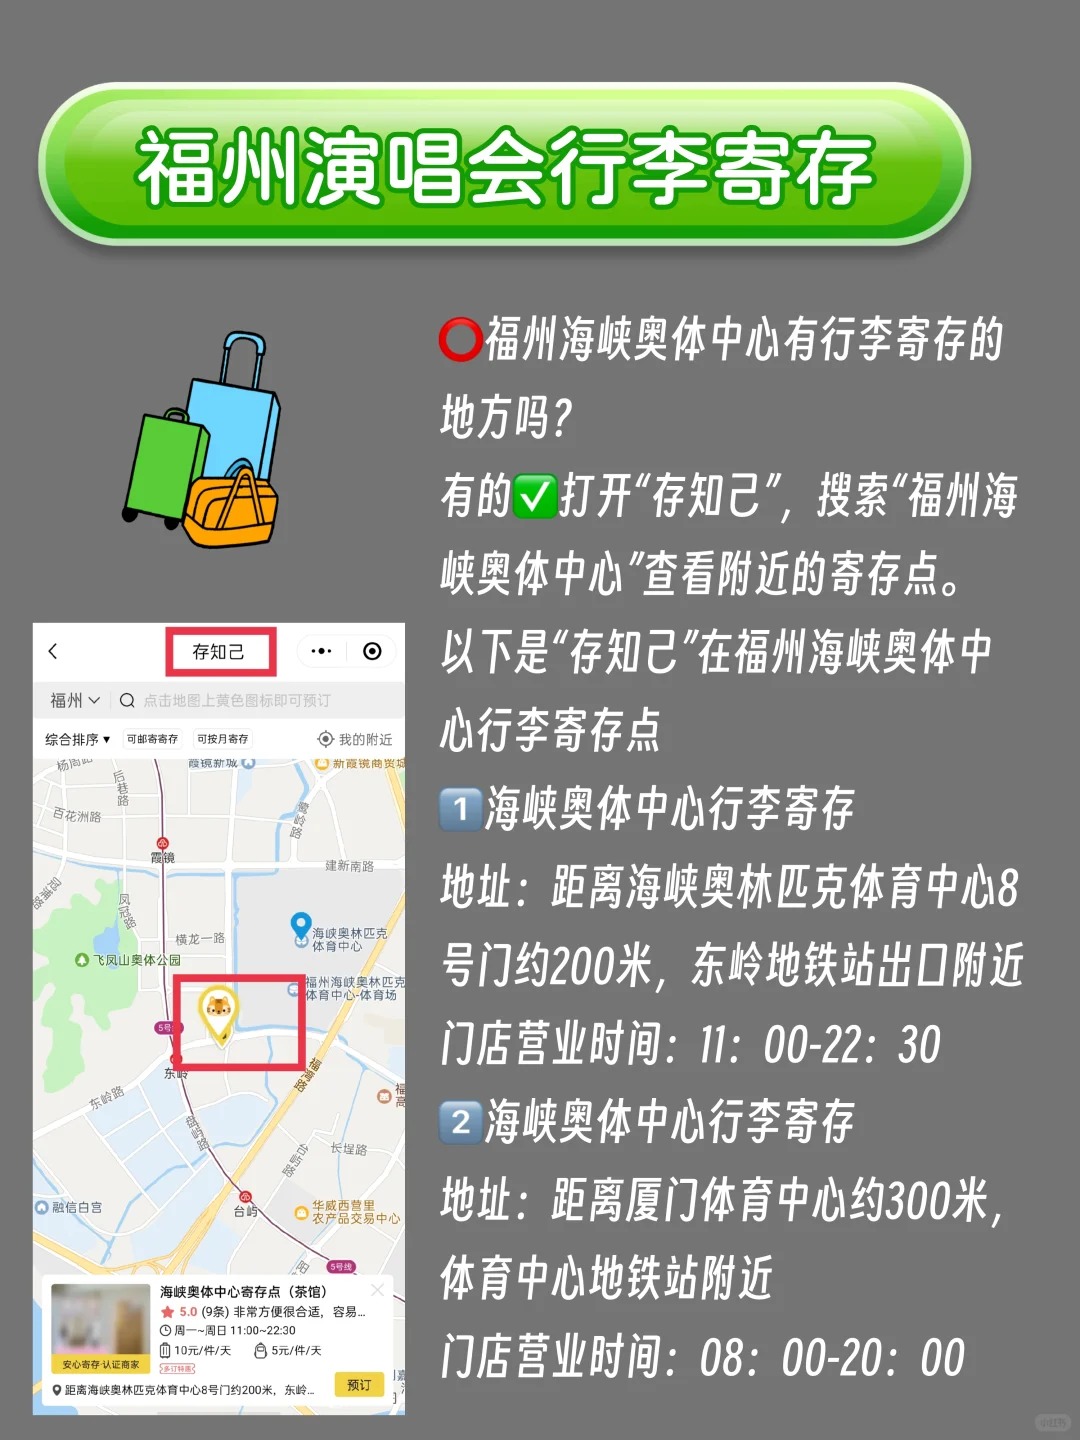 福州演唱会行李寄存
⭕福州海峡奥体中心有行李寄存的
地方吗？
有的✅打开“存知己”，搜索“福州海
峡奥体中心”查看附近的寄存点。
以下是“存知己”在福州海峡奥体中
心行李寄存点
1️⃣海峡奥体中心行李寄存
地址：距离海峡奥林匹克体育中心8
号门约200米，东岭地铁站出口附近
门店营业时间：11：00-22：30
2️⃣海峡奥体中心行李寄存
地址：距离厦门体育中心约300米，
体育中心地铁站附近
门店营业时间：08：00-20：00
存知己
福州
点击地图上黄色图标即可预订
综合排序
可邮寄寄存
可按月寄存
我的附近
霞镜新城
新霞镜商贸城
后巷路
百花洲路
霞镜
建新南路
凤冠路
横龙一路
海峡奥林匹克
体育中心
飞凤山奥体公园
福州海峡奥林匹克
体育中心-体育场
5号线
东岭
福湾路
东岭路
盘屿路
台屿路
长埕路
融信白宫
台屿
华威西营里
农产品交易中心
5号线
海峡奥体中心寄存点（茶馆）
5.0 (9条) 非常方便很合适，容易...
周一~周日 11:00~22:30
10元/件/天
5元/件/天
安心寄存·认证商家
多订特惠
距离海峡奥林匹克体育中心8号门约200米，东岭...
预订
小红书